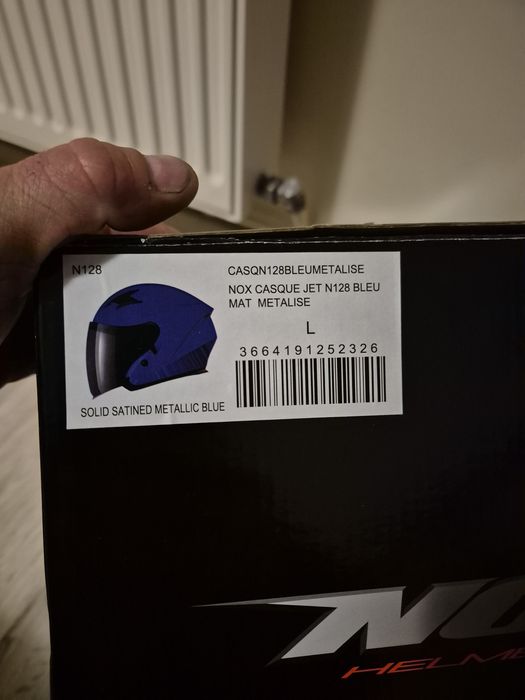 N128
CASQN128BLEUMETALISE
NOX CASQUE JET N128 BLEU
MAT METALISE
L
3664191252326
SOLID SATINED METALLIC BLUE